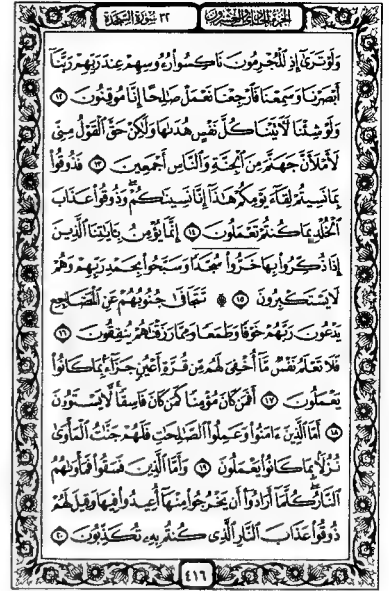 الجزء الحادي والعشرون ٣٢ سورة السجدة
وَلَوْ تَرَىٰٓ إِذِ ٱلْمُجْرِمُونَ نَاكِسُوا۟ رُءُوسِهِمْ عِندَ رَبِّهِمْ رَبَّنَآ
أَبْصَرْنَا وَسَمِعْنَا فَٱرْجِعْنَا نَعْمَلْ صَٰلِحًا إِنَّا مُوقِنُونَ ١٢
وَلَوْ شِئْنَا لَءَاتَيْنَا كُلَّ نَفْسٍ هُدَىٰهَا وَلَٰكِنْ حَقَّ ٱلْقَوْلُ مِنِّى
لَأَمْلَأَنَّ جَهَنَّمَ مِنَ ٱلْجِنَّةِ وَٱلنَّاسِ أَجْمَعِينَ ١٣ فَذُوقُوا۟
بِمَا نَسِيتُمْ لِقَآءَ يَوْمِكُمْ هَٰذَآ إِنَّا نَسِينَٰكُمْ ۖ وَذُوقُوا۟ عَذَابَ
ٱلْخُلْدِ بِمَا كُنتُمْ تَعْمَلُونَ ١٤ إِنَّمَا يُؤْمِنُ بِـَٔايَٰتِنَا ٱلَّذِينَ
إِذَا ذُكِّرُوا۟ بِهَا خَرُّوا۟ سُجَّدًا وَسَبَّحُوا۟ بِحَمْدِ رَبِّهِمْ وَهُمْ
لَا يَسْتَكْبِرُونَ ۩ ١٥ تَتَجَافَىٰ جُنُوبُهُمْ عَنِ ٱلْمَضَاجِعِ
يَدْعُونَ رَبَّهُمْ خَوْفًا وَطَمَعًا وَمِمَّا رَزَقْنَٰهُمْ يُنفِقُونَ ١٦
فَلَا تَعْلَمُ نَفْسٌ مَّآ أُخْفِىَ لَهُم مِّن قُرَّةِ أَعْيُنٍ جَزَآءًۢ بِمَا كَانُوا۟
يَعْمَلُونَ ١٧ أَفَمَن كَانَ مُؤْمِنًا كَمَن كَانَ فَاسِقًا ۚ لَّا يَسْتَوُۥنَ
١٨ أَمَّا ٱلَّذِينَ ءَامَنُوا۟ وَعَمِلُوا۟ ٱلصَّٰلِحَٰتِ فَلَهُمْ جَنَّٰتُ ٱلْمَأْوَىٰ
نُزُلًۢا بِمَا كَانُوا۟ يَعْمَلُونَ ١٩ وَأَمَّا ٱلَّذِينَ فَسَقُوا۟ فَمَأْوَىٰهُمُ
ٱلنَّارُ ۖ كُلَّمَآ أَرَادُوٓا۟ أَن يَخْرُجُوا۟ مِنْهَآ أُعِيدُوا۟ فِيهَا وَقِيلَ لَهُمْ
ذُوقُوا۟ عَذَابَ ٱلنَّارِ ٱلَّذِى كُنتُم بِهِۦ تُكَذِّبُونَ ٢٠
٤١٦